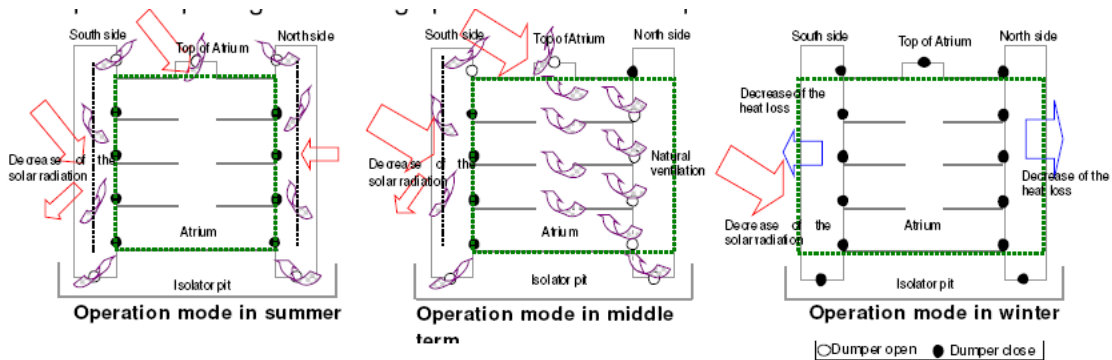 South side
North side
Top of Atrium
Decrease of the
solar radiation
Atrium
Isolator pit
Operation mode in summer
South side
North side
Top of Atrium
Decrease of the
solar radiation
Natural
ventilation
Atrium
Isolator pit
Operation mode in middle
term
South side
North side
Top of Atrium
Decrease of the
heat loss
Decrease of the
heat loss
Decrease of the
solar radiation
Atrium
Isolator pit
Operation mode in winter
Dumper open Dumper close